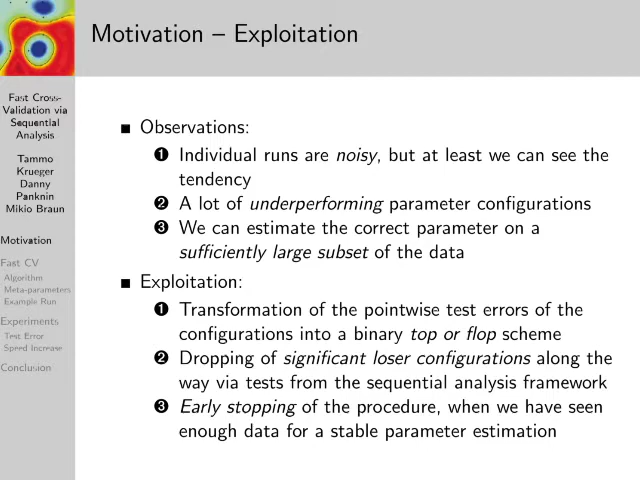 Motivation – Exploitation
Fast Cross-
Validation via
Sequential
Analysis
Tammo
Krueger
Danny
Panknin
Mikio Braun
Motivation
Fast CV
Algorithm
Meta-parameters
Example Run
Experiments
Test Error
Speed Increase
Conclusion
■ Observations:
❶ Individual runs are noisy, but at least we can see the
tendency
❷ A lot of underperforming parameter configurations
❸ We can estimate the correct parameter on a
sufficiently large subset of the data
■ Exploitation:
❶ Transformation of the pointwise test errors of the
configurations into a binary top or flop scheme
❷ Dropping of significant loser configurations along the
way via tests from the sequential analysis framework
❸ Early stopping of the procedure, when we have seen
enough data for a stable parameter estimation